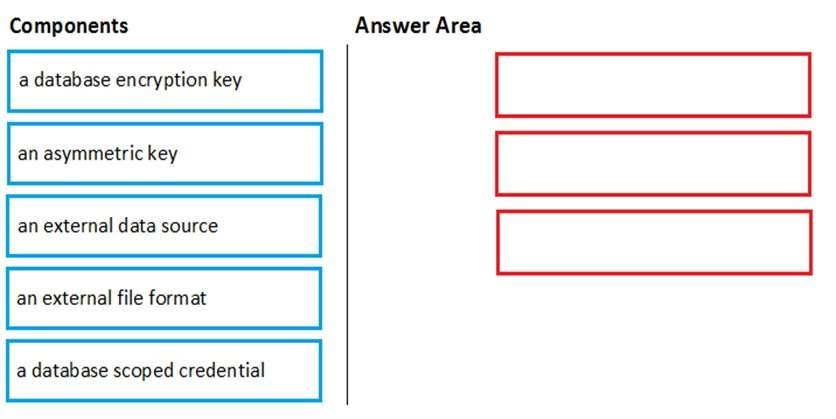 Components
Answer Area
a database encryption key
an asymmetric key
an external data source
an external file format
a database scoped credential